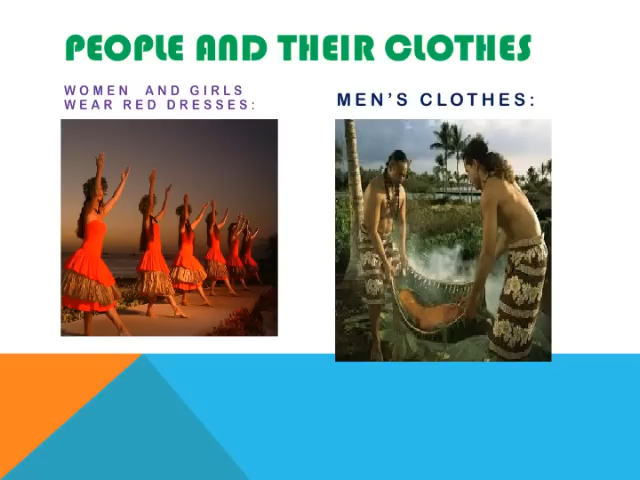 PEOPLE AND THEIR CLOTHES
WOMEN AND GIRLS
WEAR RED DRESSES:
MEN'S CLOTHES: